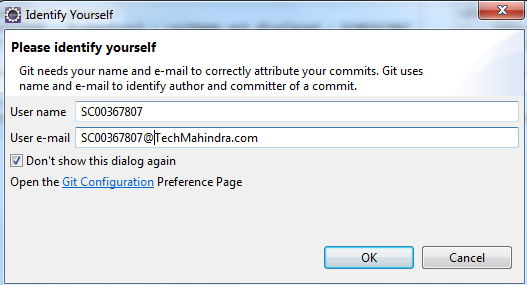 Identify Yourself
Please identify yourself
Git needs your name and e-mail to correctly attribute your commits. Git uses
name and e-mail to identify author and committer of a commit.
User name SC00367807
User e-mail SC00367807@TechMahindra.com
Don't show this dialog again
Open the Git Configuration Preference Page
OK Cancel